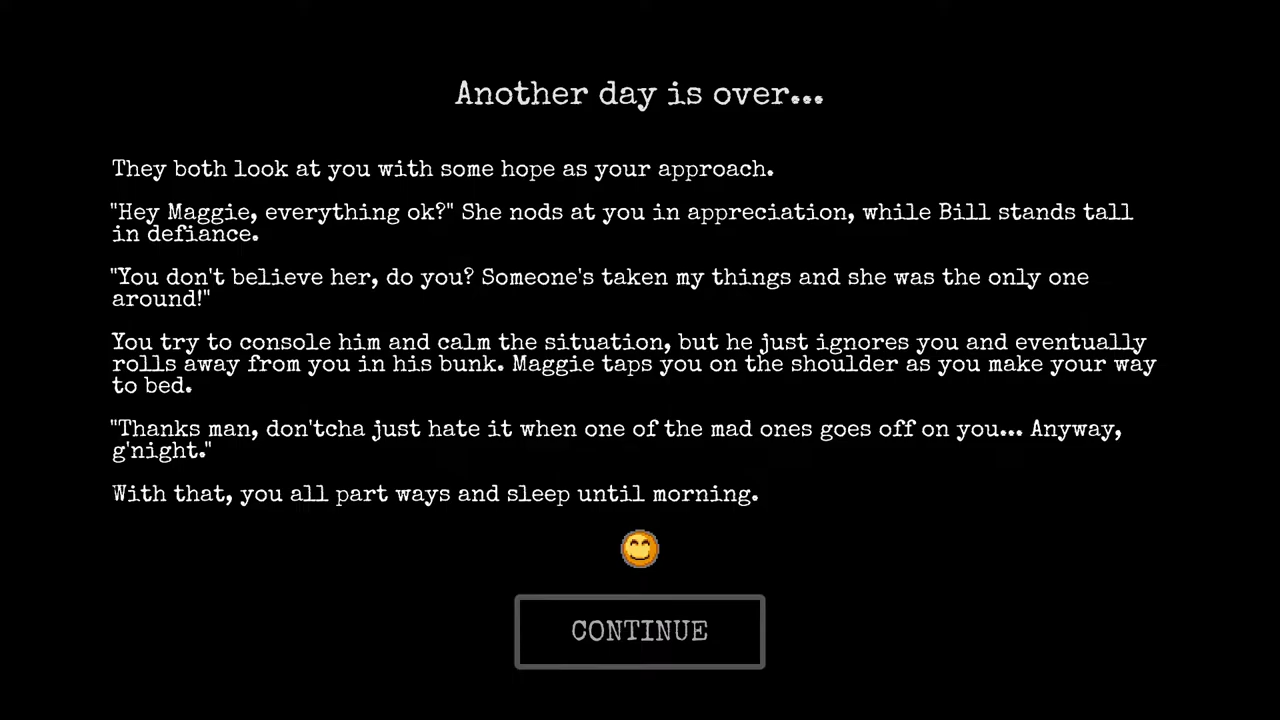 Another day is over...
They both look at you with some hope as your approach.
"Hey Maggie, everything ok?" She nods at you in appreciation, while Bill stands tall
in defiance.
"You don't believe her, do you? Someone's taken my things and she was the only one
around!"
You try to console him and calm the situation, but he just ignores you and eventually
rolls away from you in his bunk. Maggie taps you on the shoulder as you make your way
to bed.
"Thanks man, don'tcha just hate it when one of the mad ones goes off on you... Anyway,
g'night."
With that, you all part ways and sleep until morning.
CONTINUE